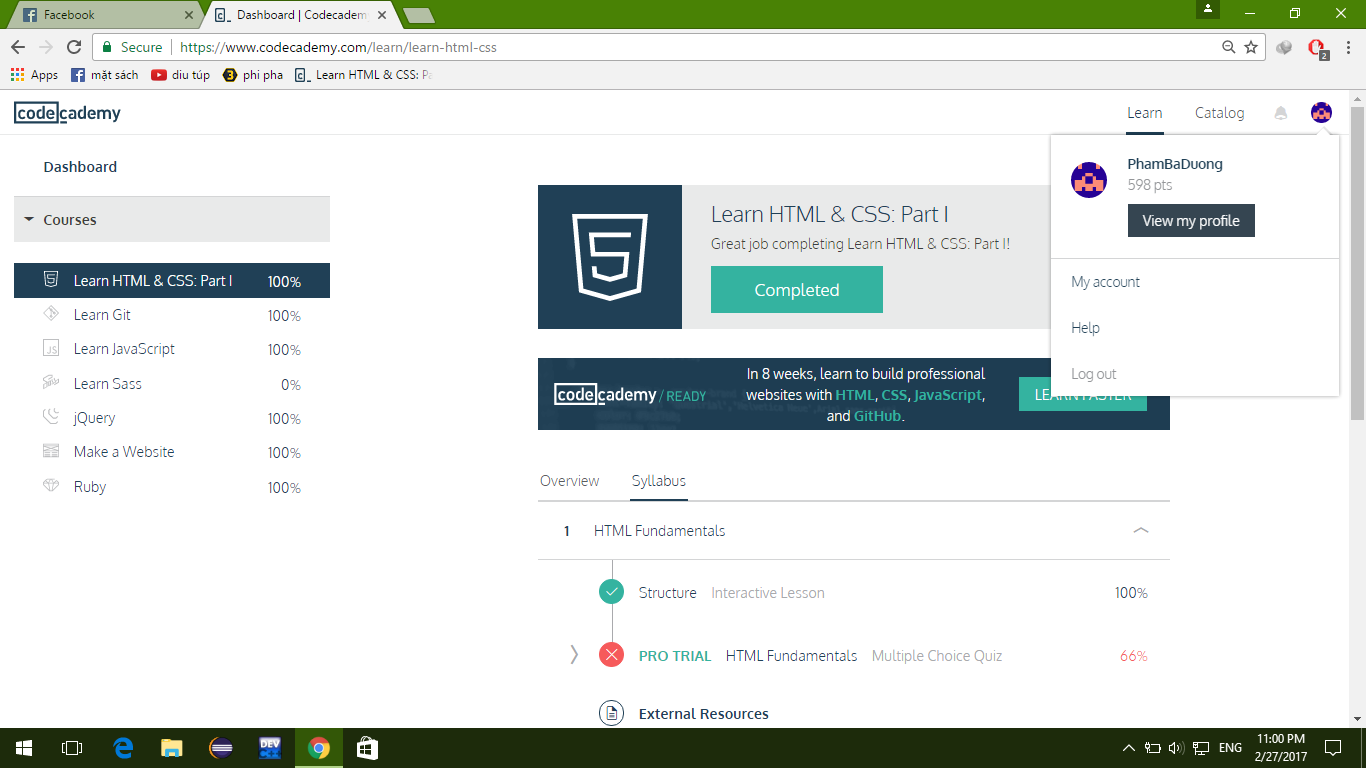 Facebook
Dashboard | Codecadem
Secure https://www.codecademy.com/learn/learn-html-css
2
Apps mặt sách diu túp phi pha Learn HTML & CSS: Pa
codecademy
Learn Catalog
Dashboard
Courses
Learn HTML & CSS: Part I 100%
Learn Git 100%
JS Learn JavaScript 100%
Learn Sass 0%
jQuery 100%
Make a Website 100%
Ruby 100%
Learn HTML & CSS: Part I
Great job completing Learn HTML & CSS: Part I!
Completed
PhamBaDuong
598 pts
View my profile
My account
Help
Log out
codecademy / READY
In 8 weeks, learn to build professional
websites with HTML, CSS, JavaScript,
and GitHub.
LEARN FASTER
Overview Syllabus
1 HTML Fundamentals
Structure Interactive Lesson 100%
PRO TRIAL HTML Fundamentals Multiple Choice Quiz 66%
External Resources
DEV
ENG
11:00 PM
2/27/2017